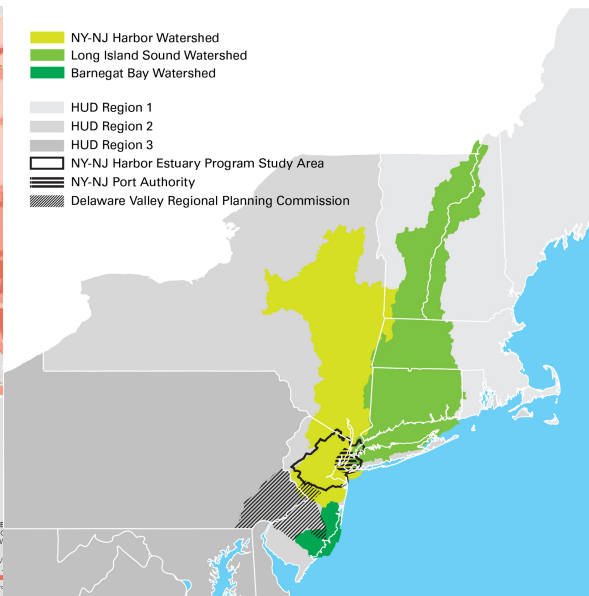 NY-NJ Harbor Watershed
Long Island Sound Watershed
Barnegat Bay Watershed
HUD Region 1
HUD Region 2
HUD Region 3
NY-NJ Harbor Estuary Program Study Area
NY-NJ Port Authority
Delaware Valley Regional Planning Commission